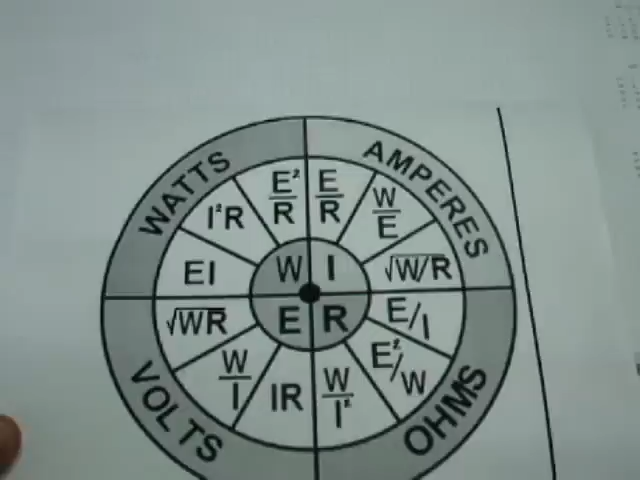 WATTS
AMPERES
E²/R
E/R
I²R
W/E
EI
√W/R
W
I
E
R
√WR
E/I
W/I
E²/W
IR
W/I²
VOLTS
OHMS